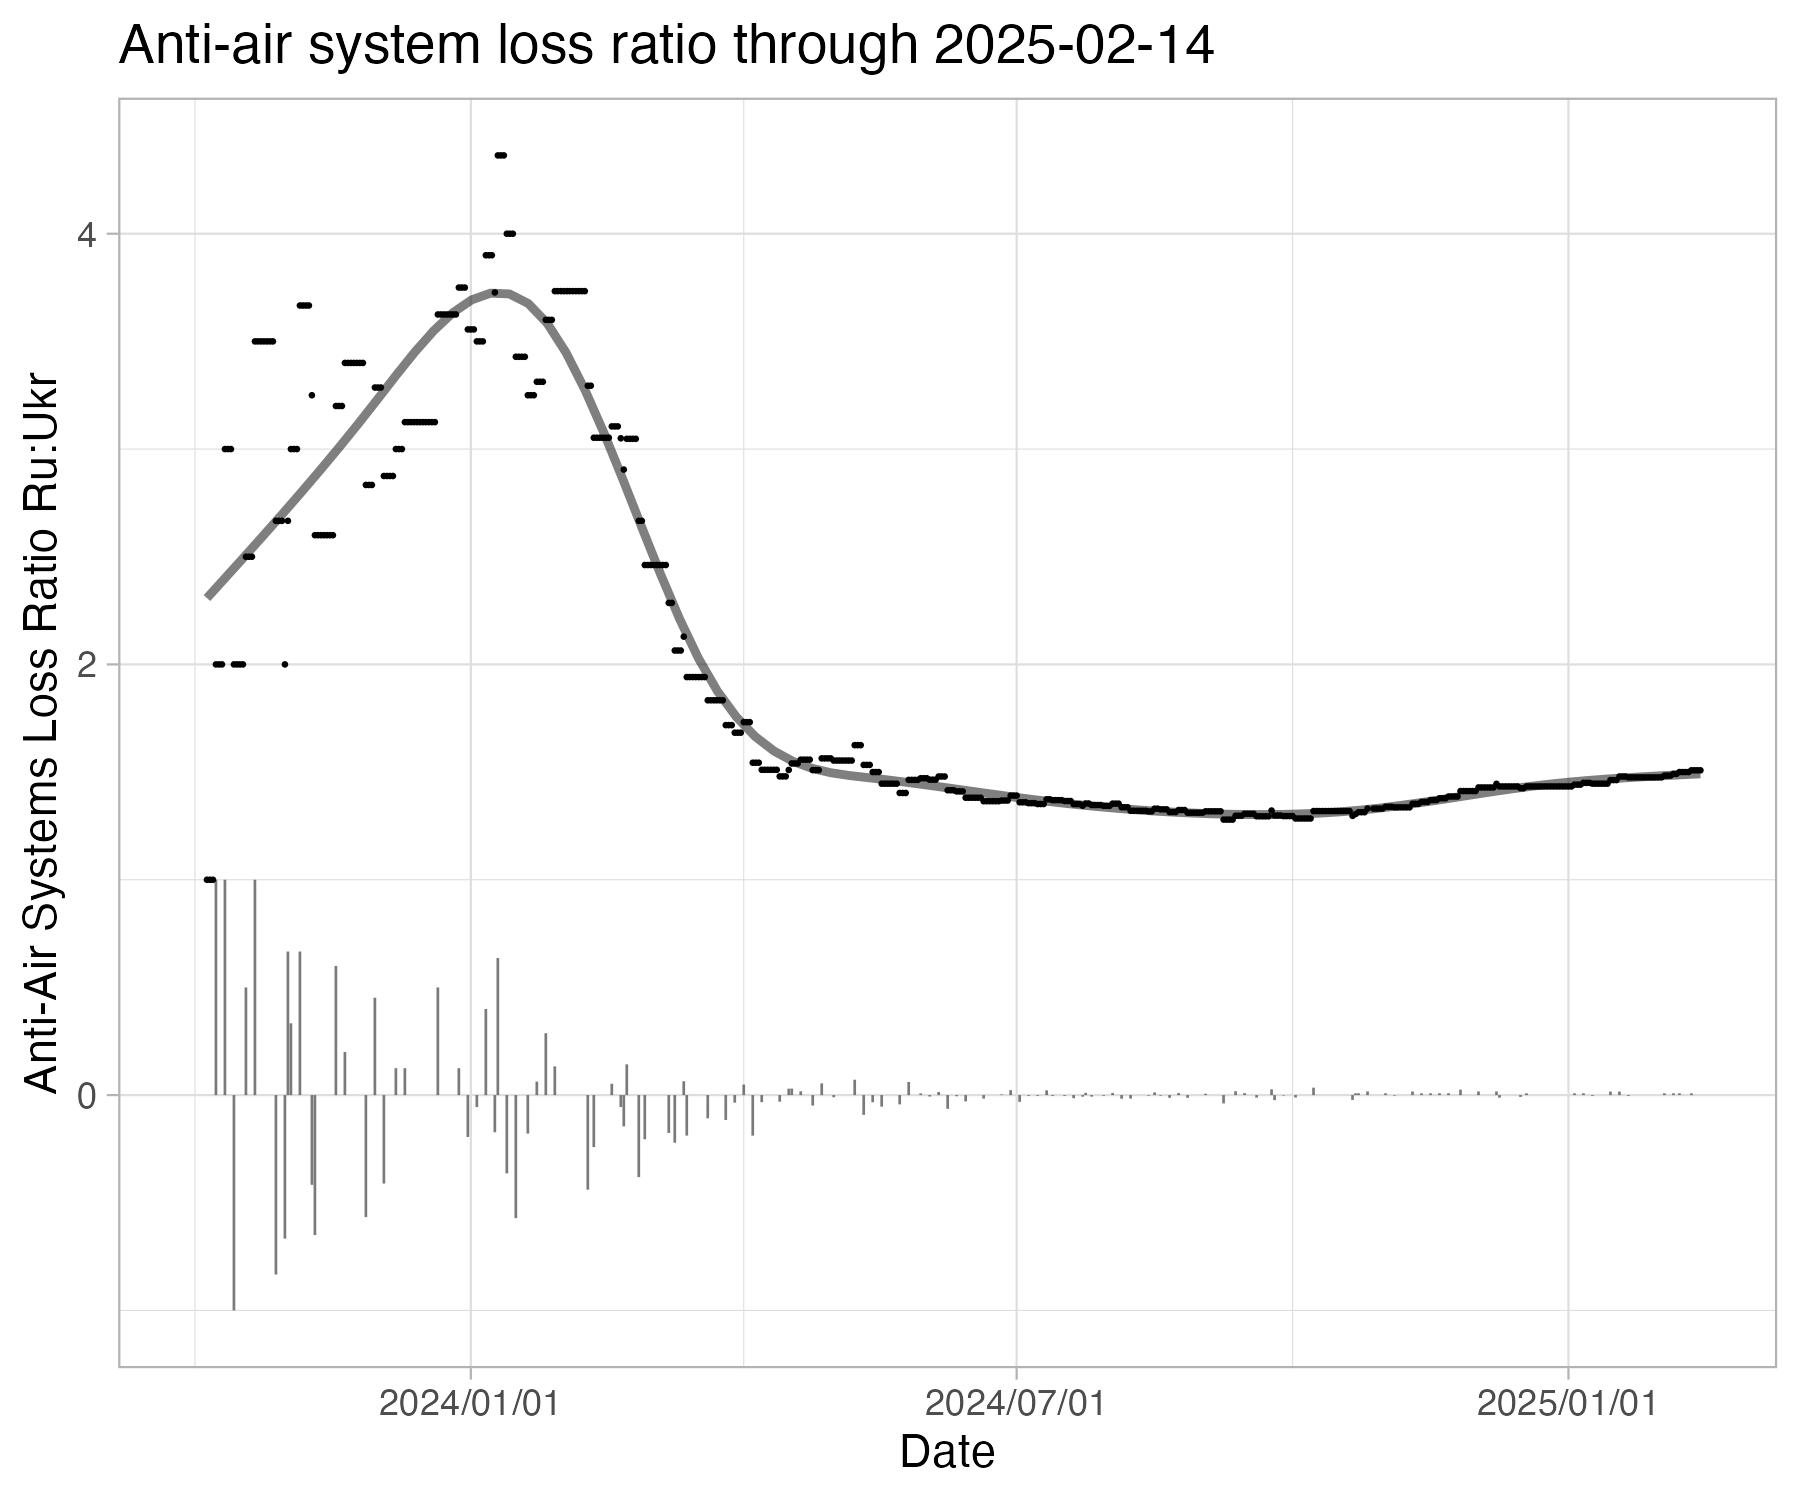 Anti-air system loss ratio through 2025-02-14
Anti-Air Systems Loss Ratio Ru:Ukr
4
2
0
2024/01/01
2024/07/01
2025/01/01
Date